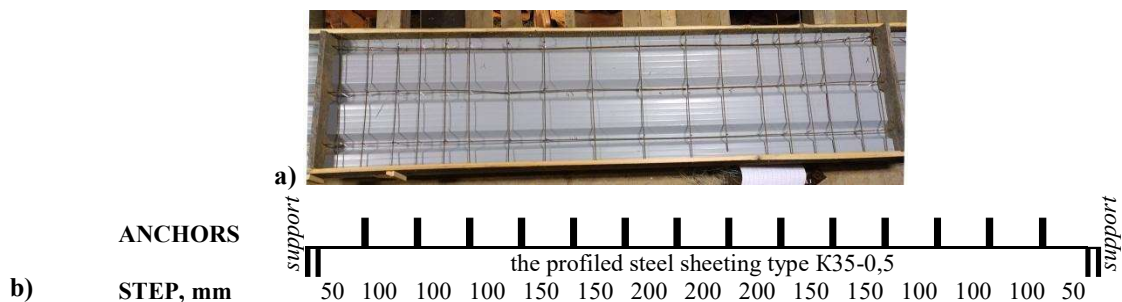 a)
support
support
ANCHORS
the profiled steel sheeting type К35-0,5
b)
STEP, mm 50 100 100 100 150 150 200 200 200 150 150 100 100 100 50